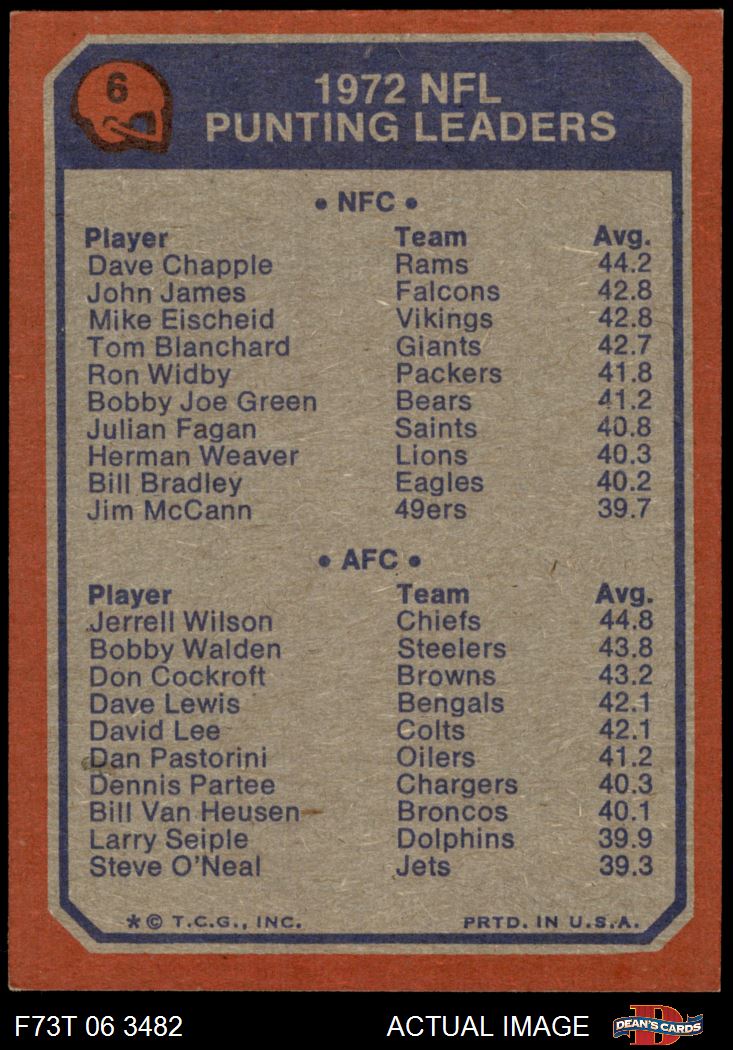 6
1972 NFL
PUNTING LEADERS
• NFC •
Player Team Avg.
Dave Chapple Rams 44.2
John James Falcons 42.8
Mike Eischeid Vikings 42.8
Tom Blanchard Giants 42.7
Ron Widby Packers 41.8
Bobby Joe Green Bears 41.2
Julian Fagan Saints 40.8
Herman Weaver Lions 40.3
Bill Bradley Eagles 40.2
Jim McCann 49ers 39.7
• AFC •
Player Team Avg.
Jerrell Wilson Chiefs 44.8
Bobby Walden Steelers 43.8
Don Cockroft Browns 43.2
Dave Lewis Bengals 42.1
David Lee Colts 42.1
Dan Pastorini Oilers 41.2
Dennis Partee Chargers 40.3
Bill Van Heusen Broncos 40.1
Larry Seiple Dolphins 39.9
Steve O'Neal Jets 39.3
* © T.C.G., INC. PRTD. IN U.S.A.
F73T 06 3482 ACTUAL IMAGE D DEAN'S CARDS